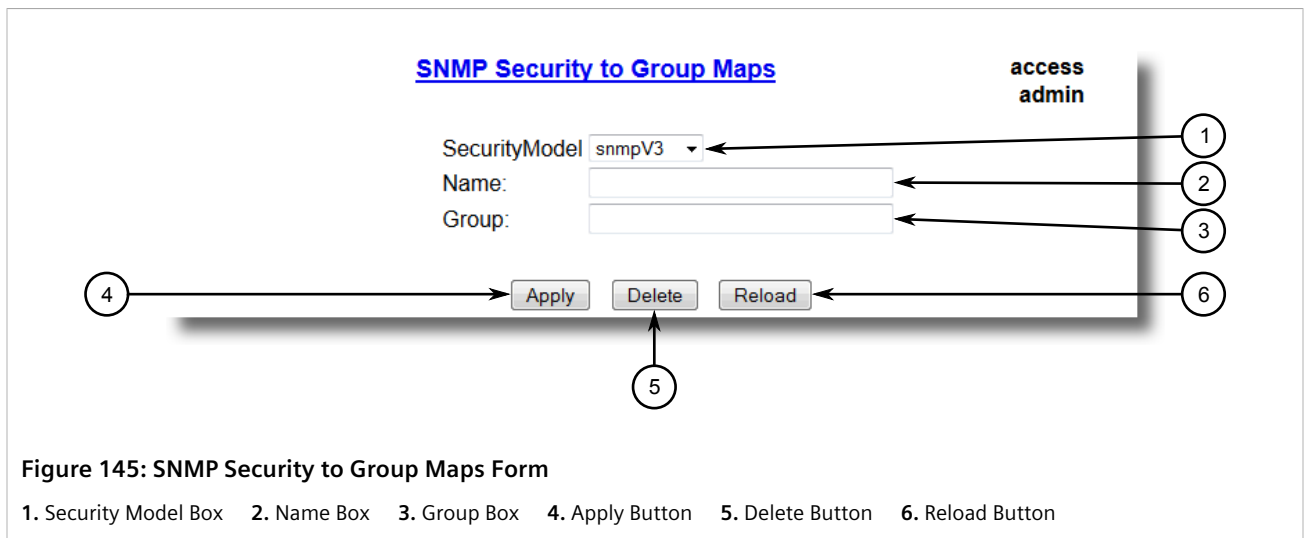 SNMP Security to Group Maps
access
admin
SecurityModel snmpV3
1
Name:
2
Group:
3
4
Apply Delete Reload
6
5
Figure 145: SNMP Security to Group Maps Form
1. Security Model Box 2. Name Box 3. Group Box 4. Apply Button 5. Delete Button 6. Reload Button